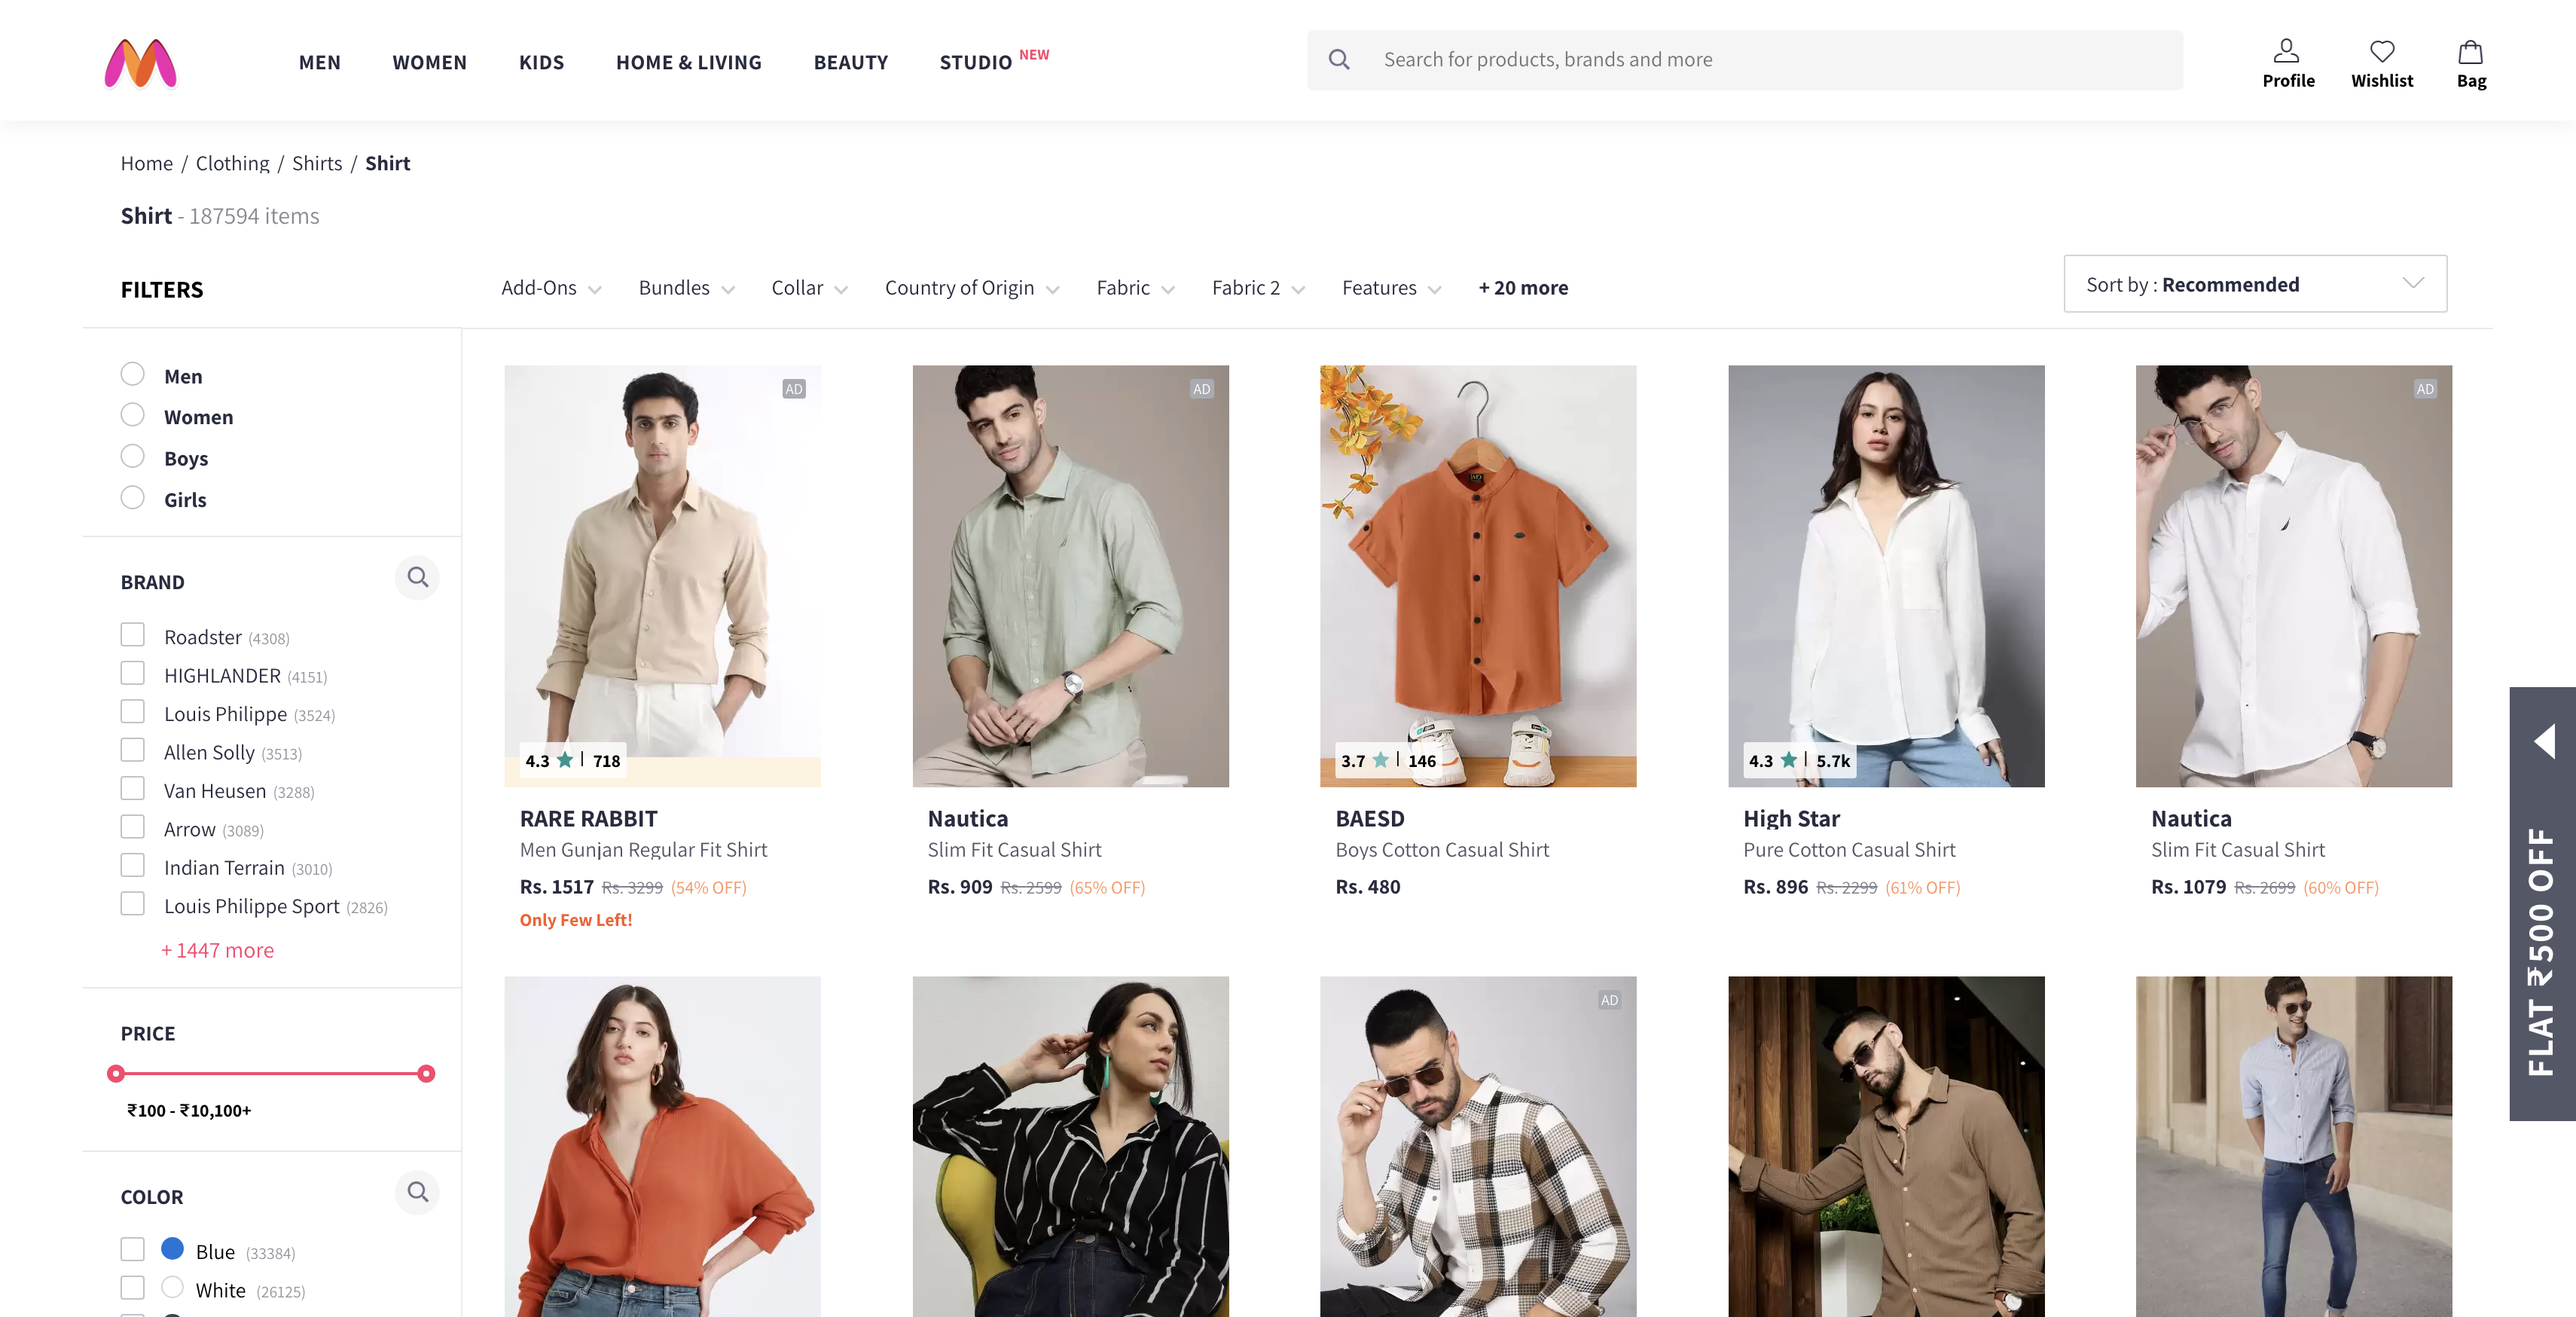 MEN WOMEN KIDS HOME & LIVING BEAUTY STUDIO NEW
Search for products, brands and more
Profile Wishlist Bag
Home / Clothing / Shirts / Shirt
Shirt - 187594 items
FILTERS
Add-Ons Bundles Collar Country of Origin Fabric Fabric 2 Features + 20 more
Sort by : Recommended
Men
Women
Boys
Girls
BRAND
Roadster (4308)
HIGHLANDER (4151)
Louis Philippe (3524)
Allen Solly (3513)
Van Heusen (3288)
Arrow (3089)
Indian Terrain (3010)
Louis Philippe Sport (2826)
+ 1447 more
PRICE
₹100 - ₹10,100+
COLOR
Blue (33384)
White (26125)
AD
4.3 ★ | 718
RARE RABBIT
Men Gunjan Regular Fit Shirt
Rs. 1517 Rs. 3299 (54% OFF)
Only Few Left!
AD
Nautica
Slim Fit Casual Shirt
Rs. 909 Rs. 2599 (65% OFF)
3.7 ★ | 146
BAESD
Boys Cotton Casual Shirt
Rs. 480
4.3 ★ | 5.7k
High Star
Pure Cotton Casual Shirt
Rs. 896 Rs. 2299 (61% OFF)
AD
Nautica
Slim Fit Casual Shirt
Rs. 1079 Rs. 2699 (60% OFF)
AD
FLAT ₹500 OFF